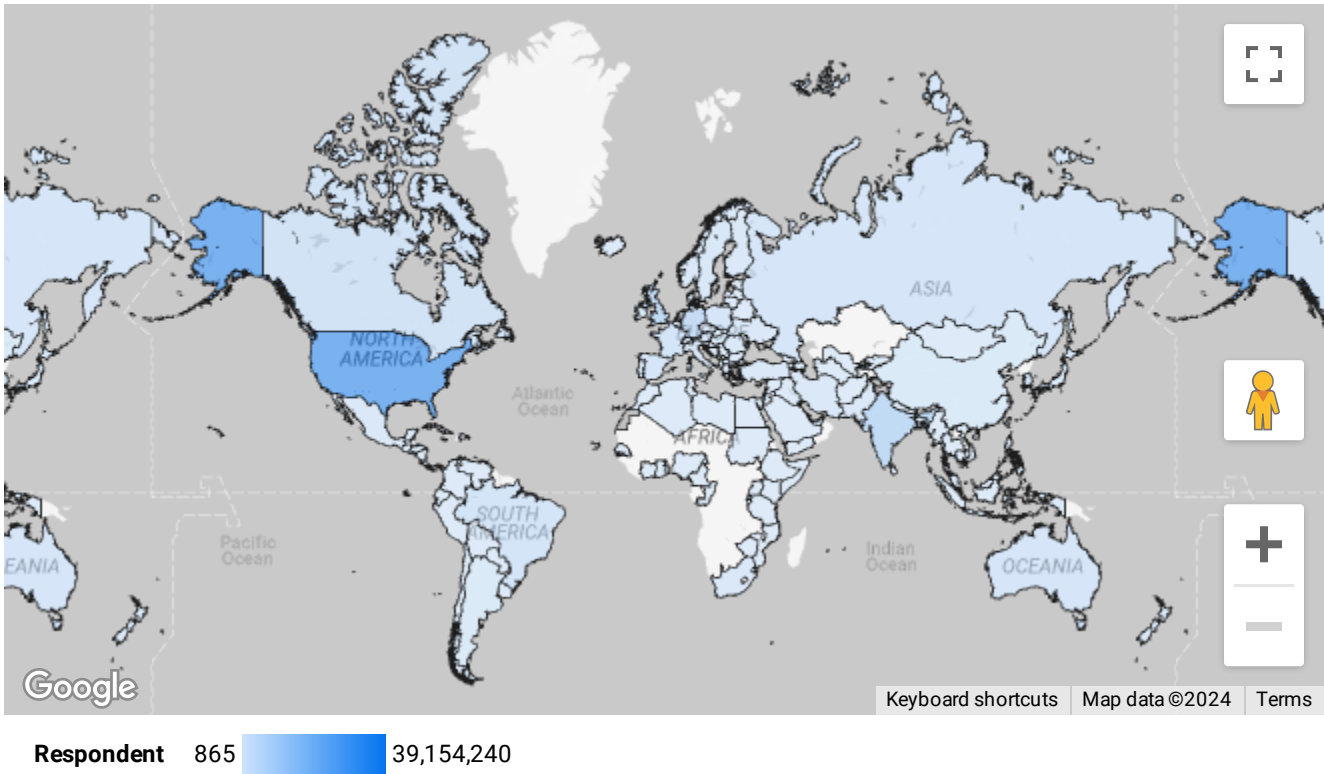 ASIA
NORTH
AMERICA
Atlantic
Ocean
AFRICA
SOUTH
AMERICA
Pacific
Ocean
Indian
Ocean
EANIA
OCEANIA
Google
Keyboard shortcuts
Map data ©2024
Terms
Respondent 865 39,154,240